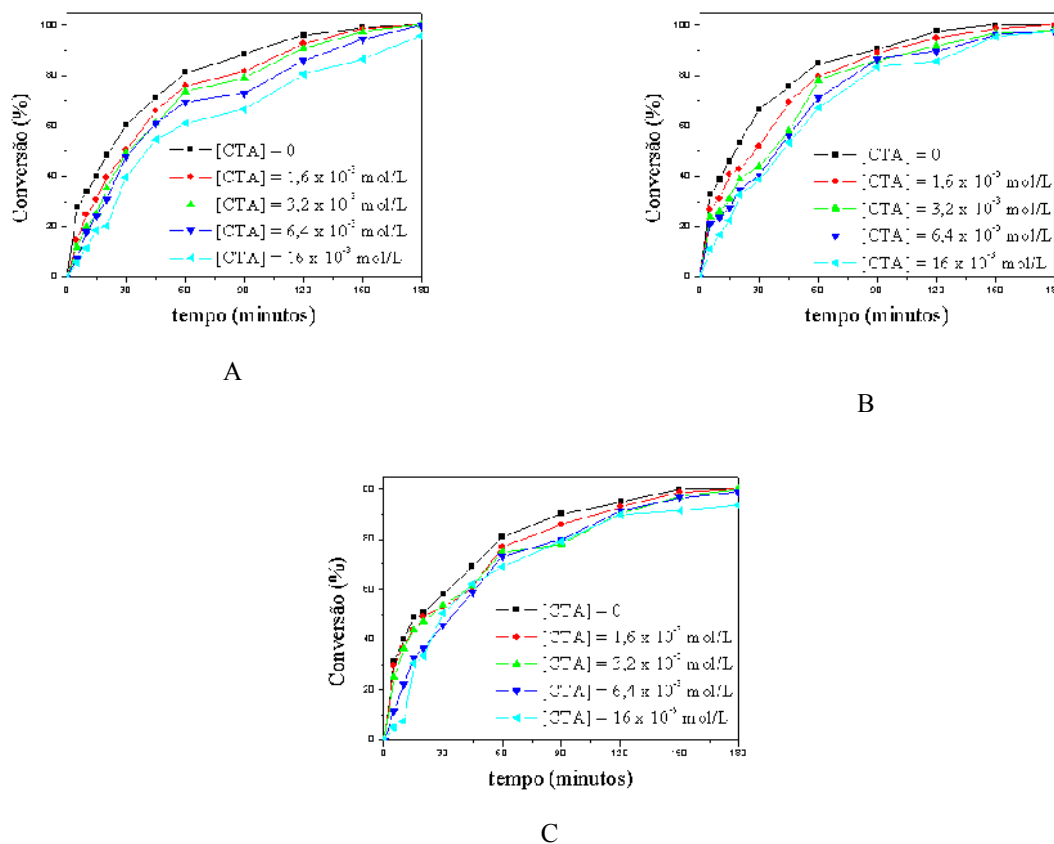 100
80
60
40
20
0
Conversão (%)
[CTA] = 0
[CTA] = 1,6 x 10⁻³ mol/L
[CTA] = 3,2 x 10⁻³ mol/L
[CTA] = 6,4 x 10⁻³ mol/L
[CTA] = 16 x 10⁻³ mol/L
0 30 60 90 120 150 180
tempo (minutos)
A
100
80
60
40
20
0
Conversão (%)
[CTA] = 0
[CTA] = 1,6 x 10⁻³ mol/L
[CTA] = 3,2 x 10⁻³ mol/L
[CTA] = 6,4 x 10⁻³ mol/L
[CTA] = 16 x 10⁻³ mol/L
0 30 60 90 120 150 180
tempo (minutos)
B
80
60
40
20
0
Conversão (%)
[CTA] = 0
[CTA] = 1,6 x 10⁻³ mol/L
[CTA] = 3,2 x 10⁻³ mol/L
[CTA] = 6,4 x 10⁻³ mol/L
[CTA] = 16 x 10⁻³ mol/L
0 30 60 90 120 150 180
tempo (minutos)
C